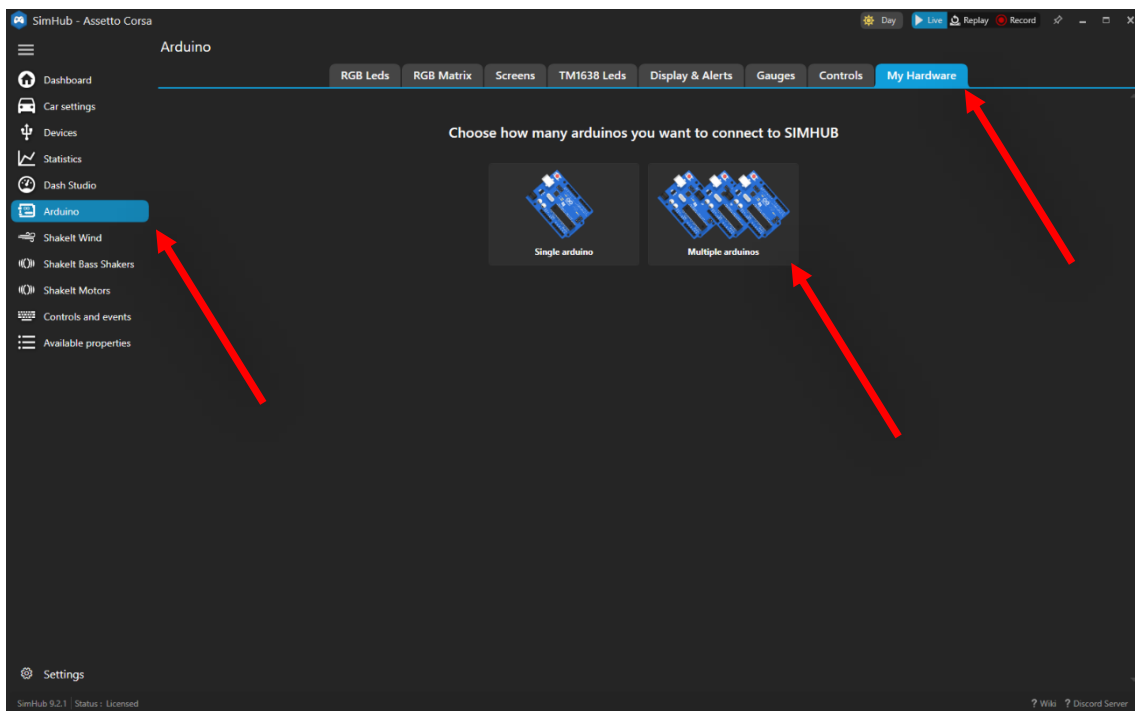 SimHub - Assetto Corsa
Day
Live
Replay
Record
Arduino
RGB Leds
RGB Matrix
Screens
TM1638 Leds
Display & Alerts
Gauges
Controls
My Hardware
Dashboard
Car settings
Devices
Statistics
Dash Studio
Arduino
ShakeIt Wind
ShakeIt Bass Shakers
ShakeIt Motors
Controls and events
Available properties
Choose how many arduinos you want to connect to SIMHUB
Single arduino
Multiple arduinos
Settings
SimHub 9.2.1 | Status : Licensed
? Wiki
? Discord Server